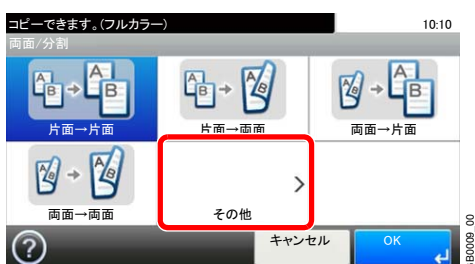 コピーできます。(フルカラー) 10:10
両面/分割
片面→片面 片面→両面 両面→片面
両面→両面 その他
キャンセル OK